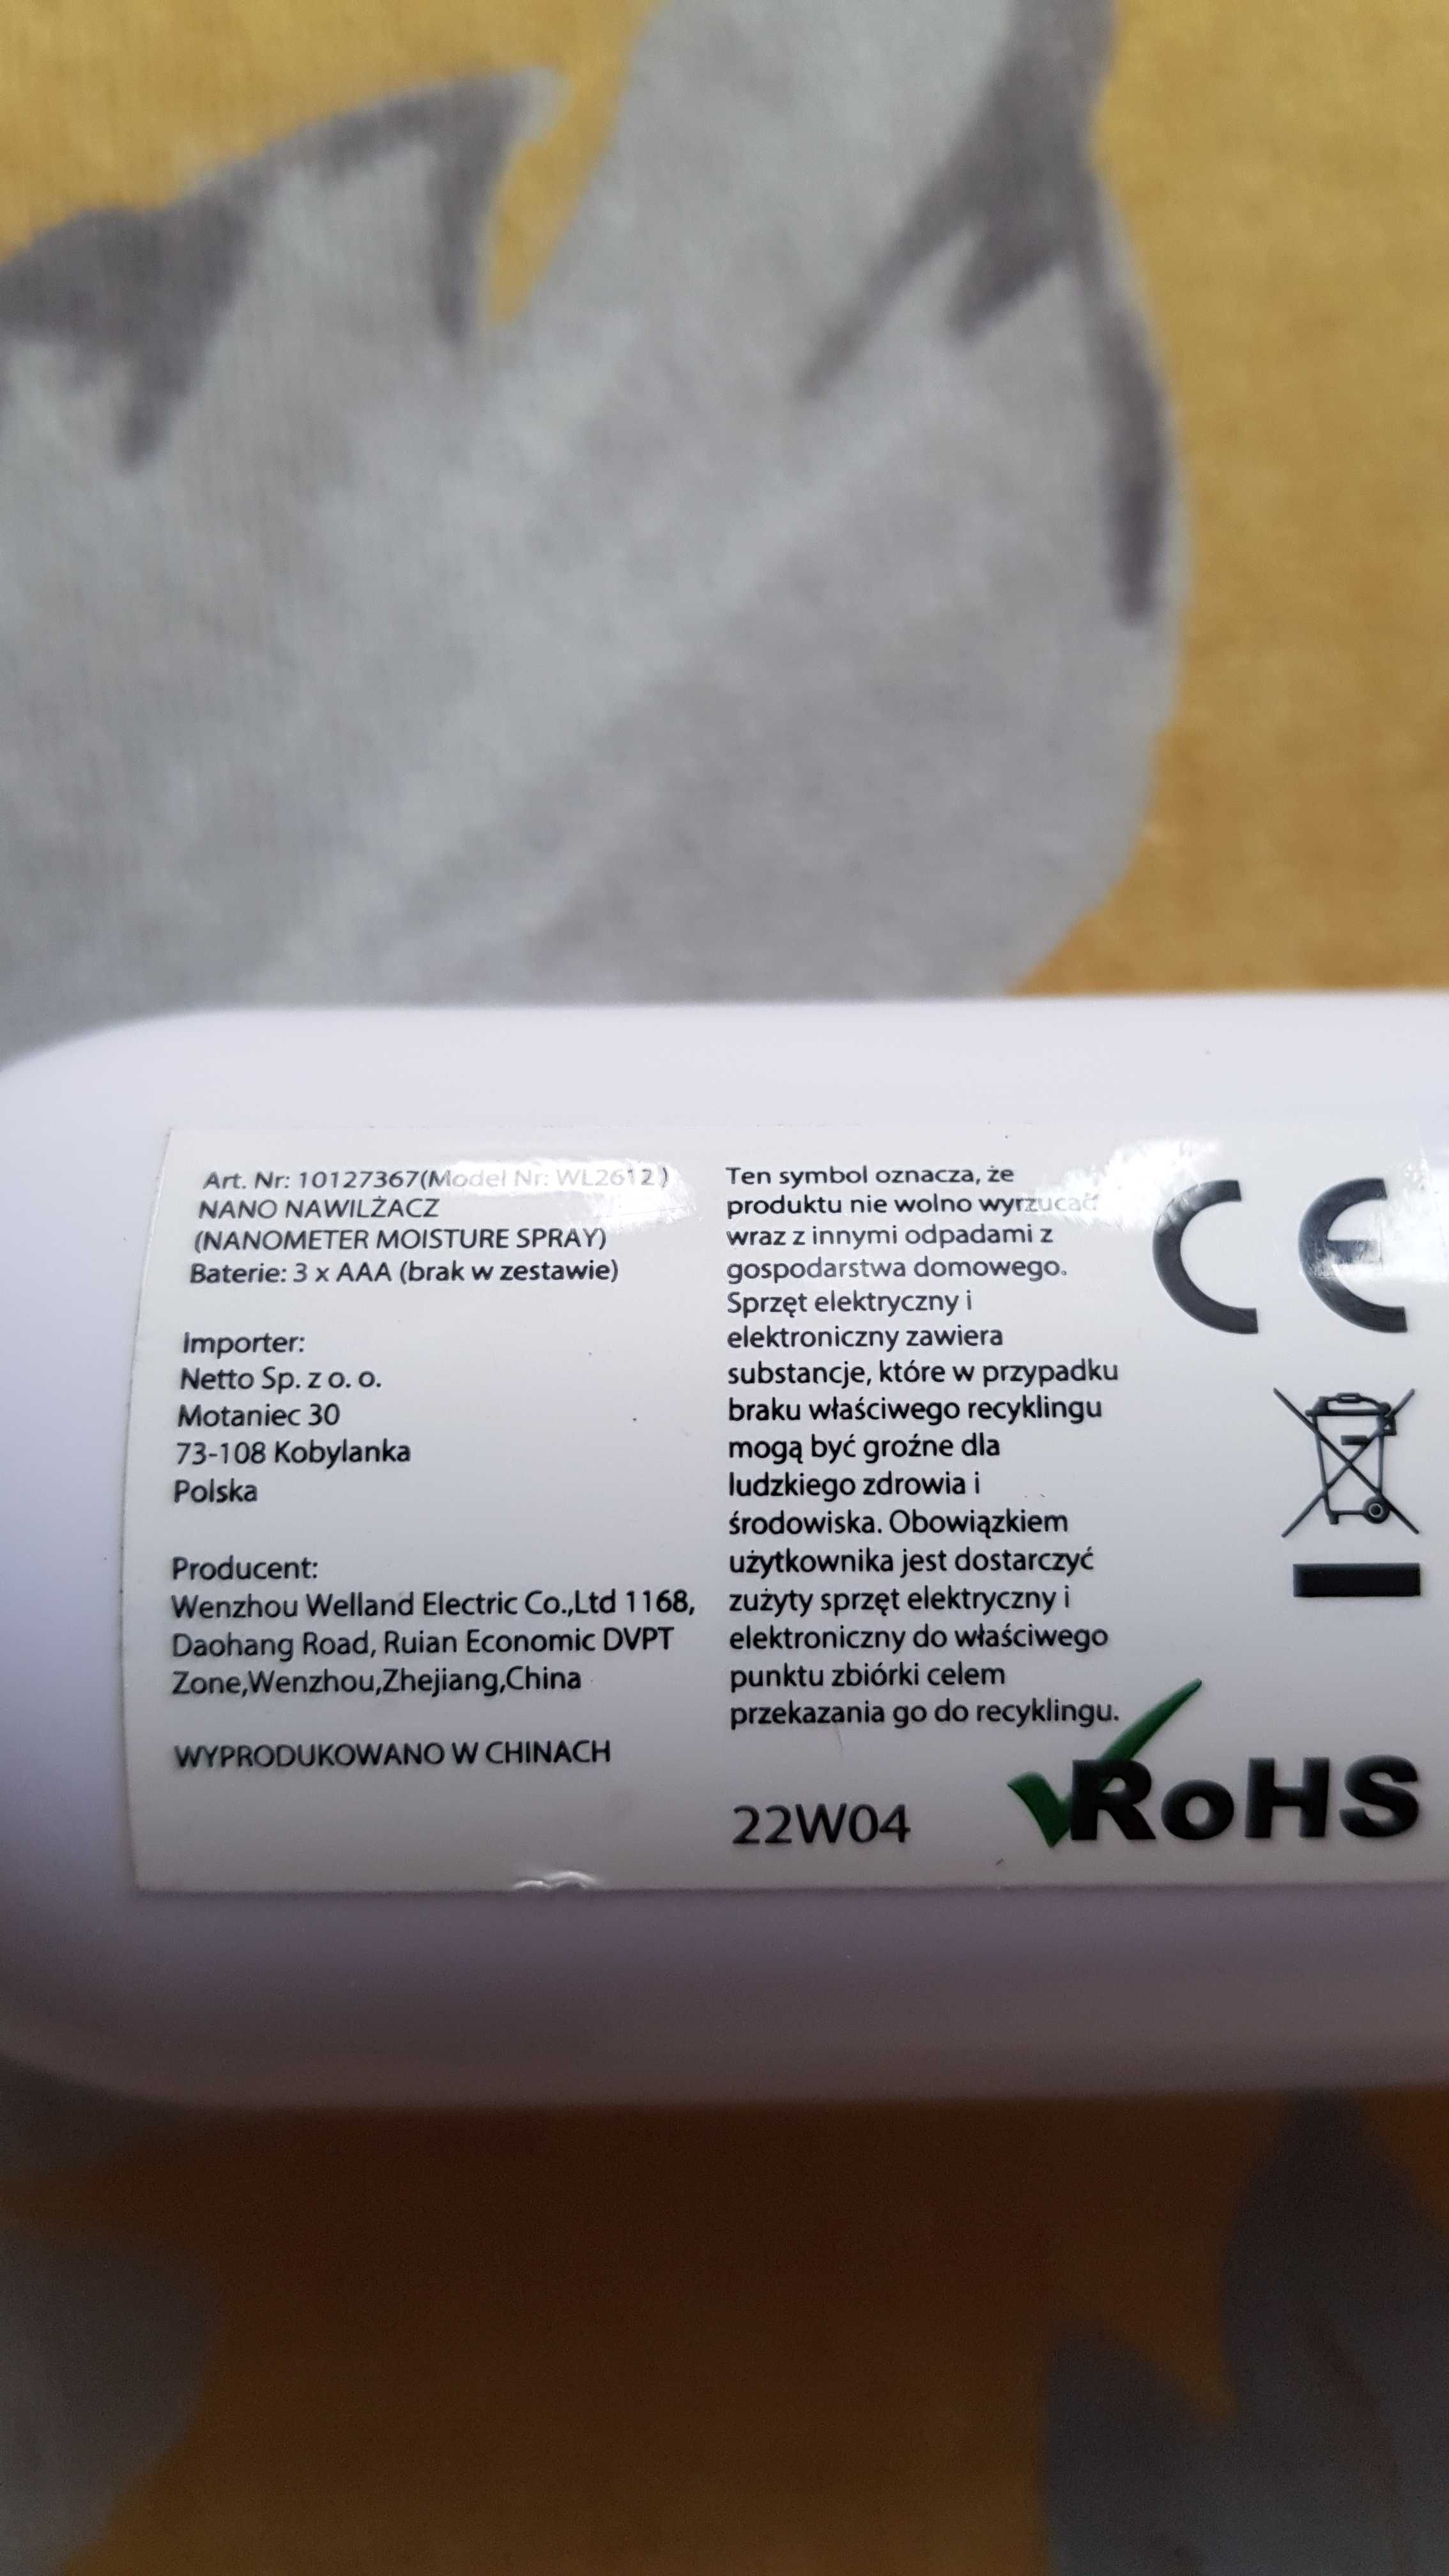 Art. Nr: 10127367(Model Nr: WL2612)
NANO NAWILŻACZ
(NANOMETER MOISTURE SPRAY)
Baterie: 3 x AAA (brak w zestawie)
Importer:
Netto Sp. z o. o.
Motaniec 30
73-108 Kobylanka
Polska
Producent:
Wenzhou Welland Electric Co.,Ltd 1168,
Daohang Road, Ruian Economic DVPT
Zone,Wenzhou,Zhejiang,China
WYPRODUKOWANO W CHINACH
Ten symbol oznacza, że
produktu nie wolno wyrzucać
wraz z innymi odpadami z
gospodarstwa domowego.
Sprzęt elektryczny i
elektroniczny zawiera
substancje, które w przypadku
braku właściwego recyklingu
mogą być groźne dla
ludzkiego zdrowia i
środowiska. Obowiązkiem
użytkownika jest dostarczyć
zużyty sprzęt elektryczny i
elektroniczny do właściwego
punktu zbiórki celem
przekazania go do recyklingu.
22W04
CE
RoHS